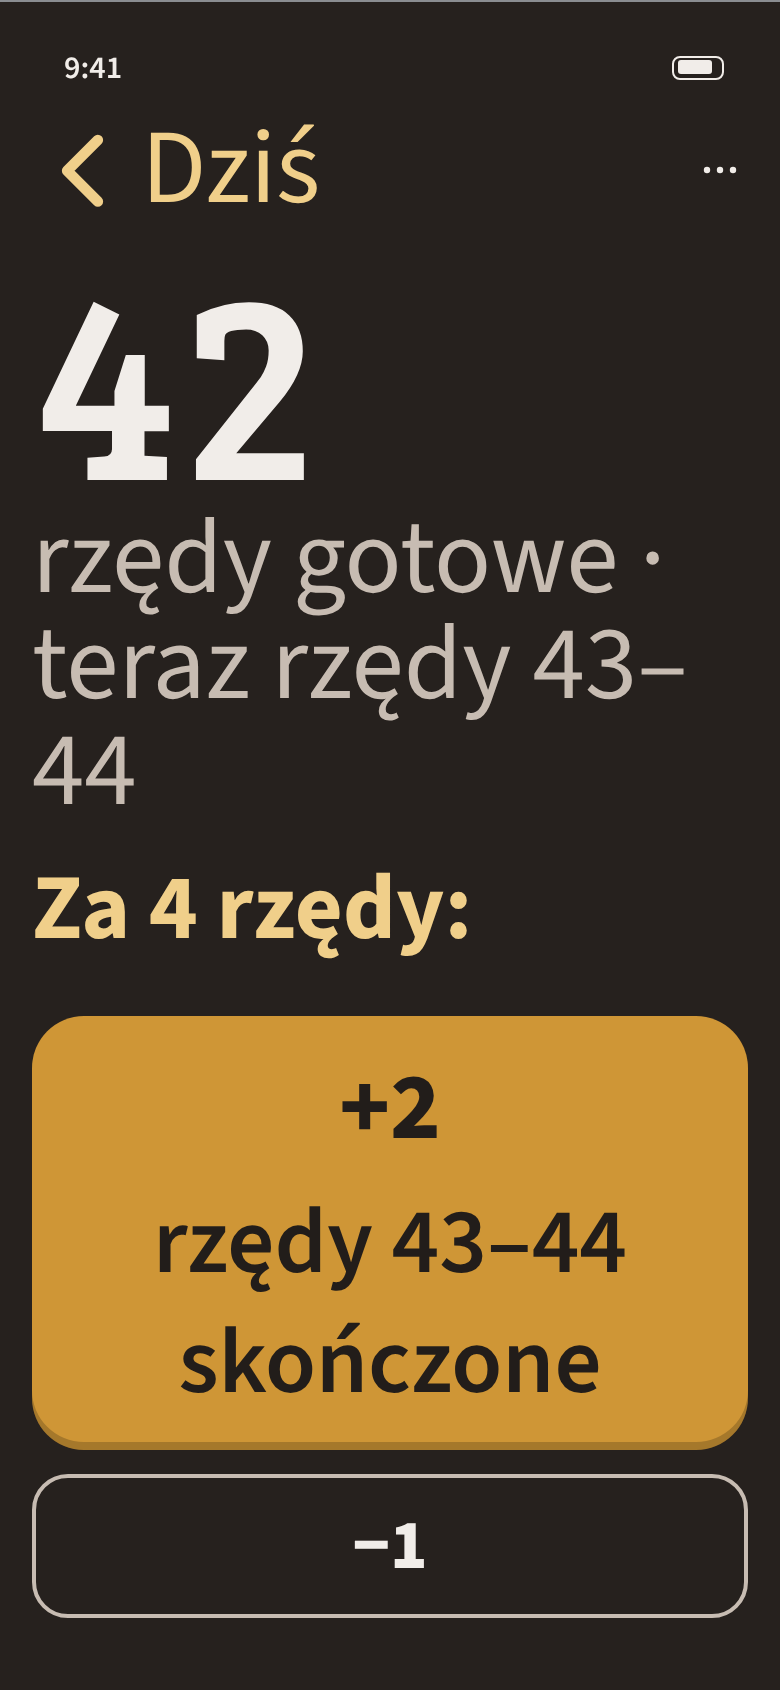 9:41
Dziś
42
rzędy gotowe ·
teraz rzędy 43–
44
Za 4 rzędy:
+2
rzędy 43–44
skończone
−1